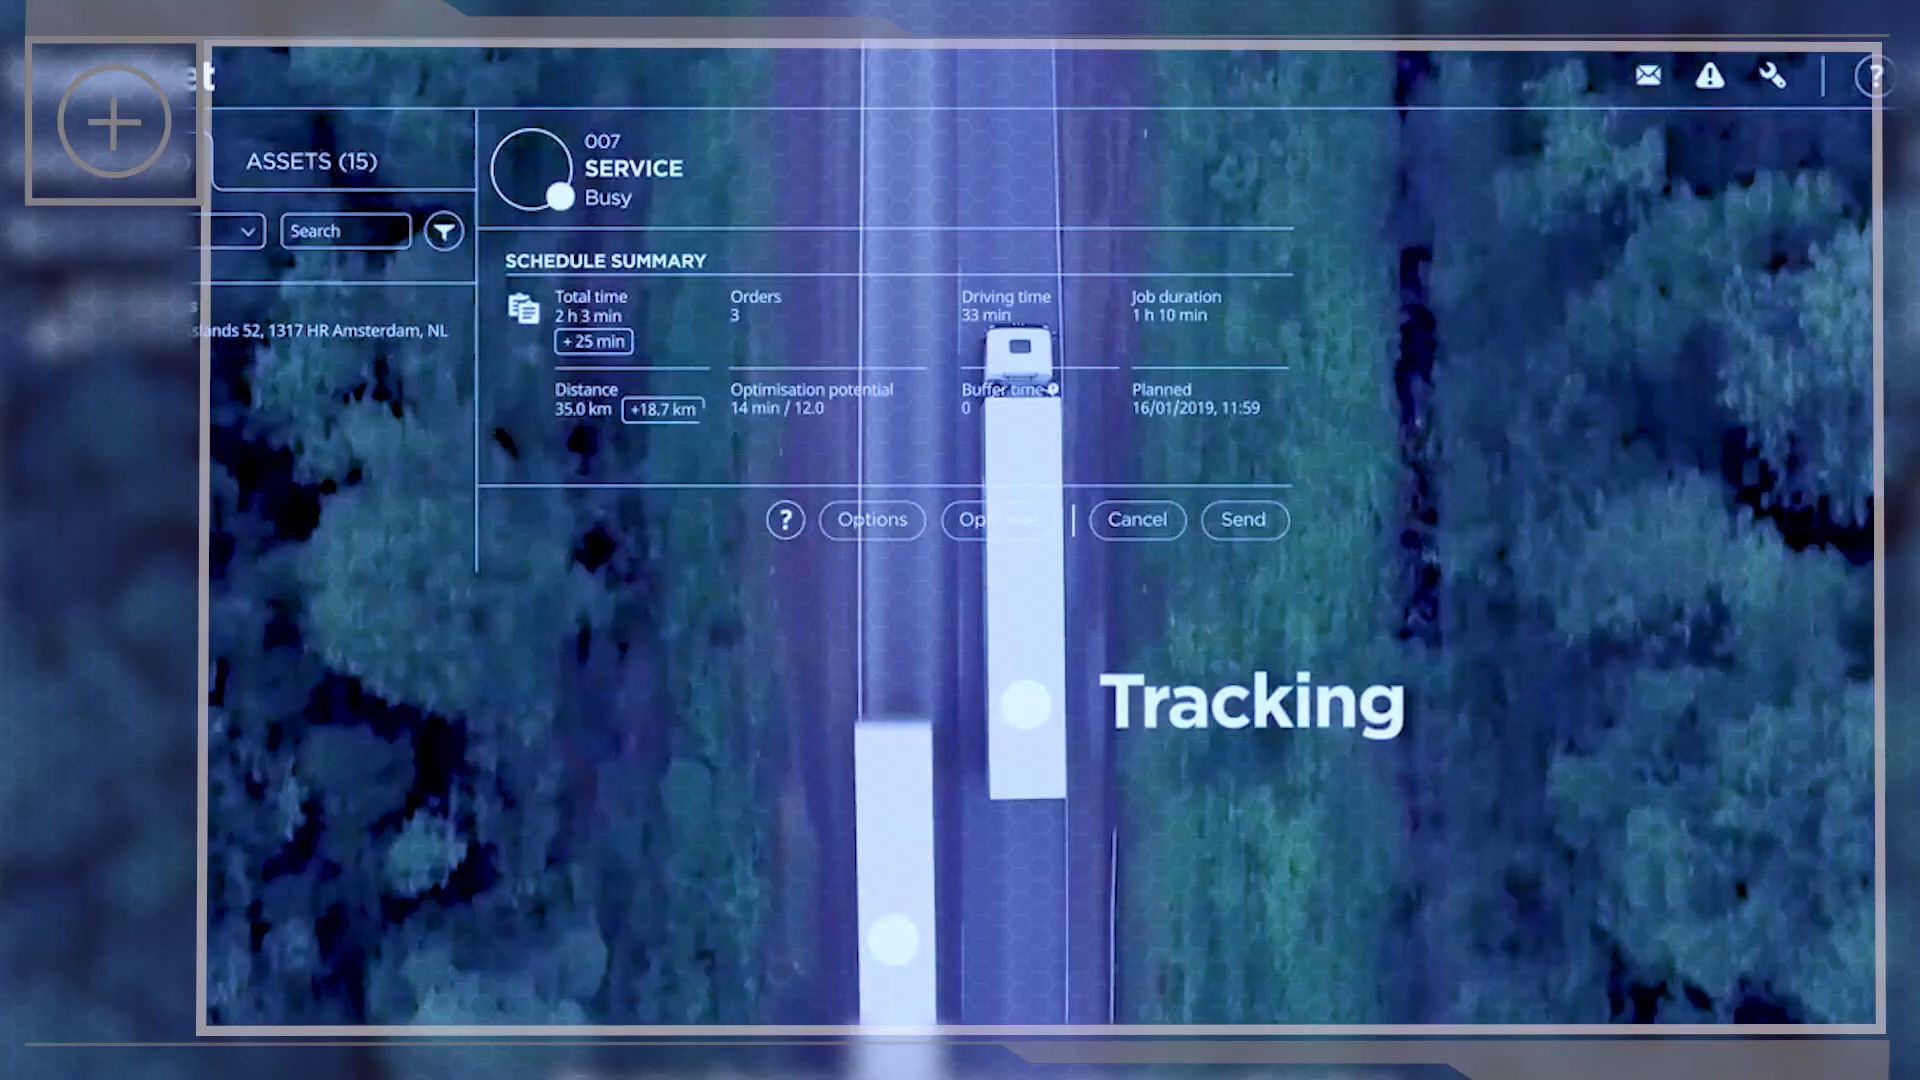 et
ASSETS (15)
007
SERVICE
Busy
Search
SCHEDULE SUMMARY
Total time
2 h 3 min
+ 25 min
Orders
3
Driving time
33 min
Job duration
1 h 10 min
s
lands 52, 1317 HR Amsterdam, NL
Distance
35.0 km
+18.7 km
Optimisation potential
14 min / 12.0
Buffer time
0
Planned
16/01/2019, 11:59
?
Options
Cancel
Send
?
Tracking